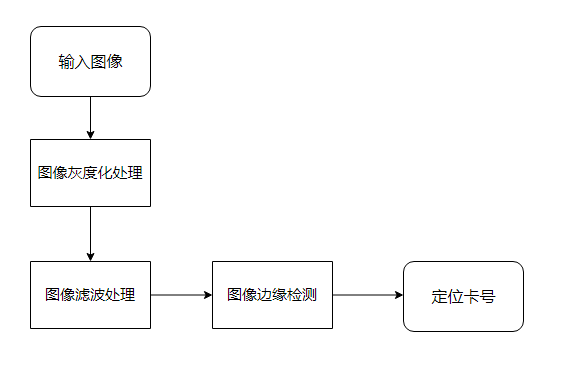 输入图像
图像灰度化处理
图像滤波处理
图像边缘检测
定位卡号